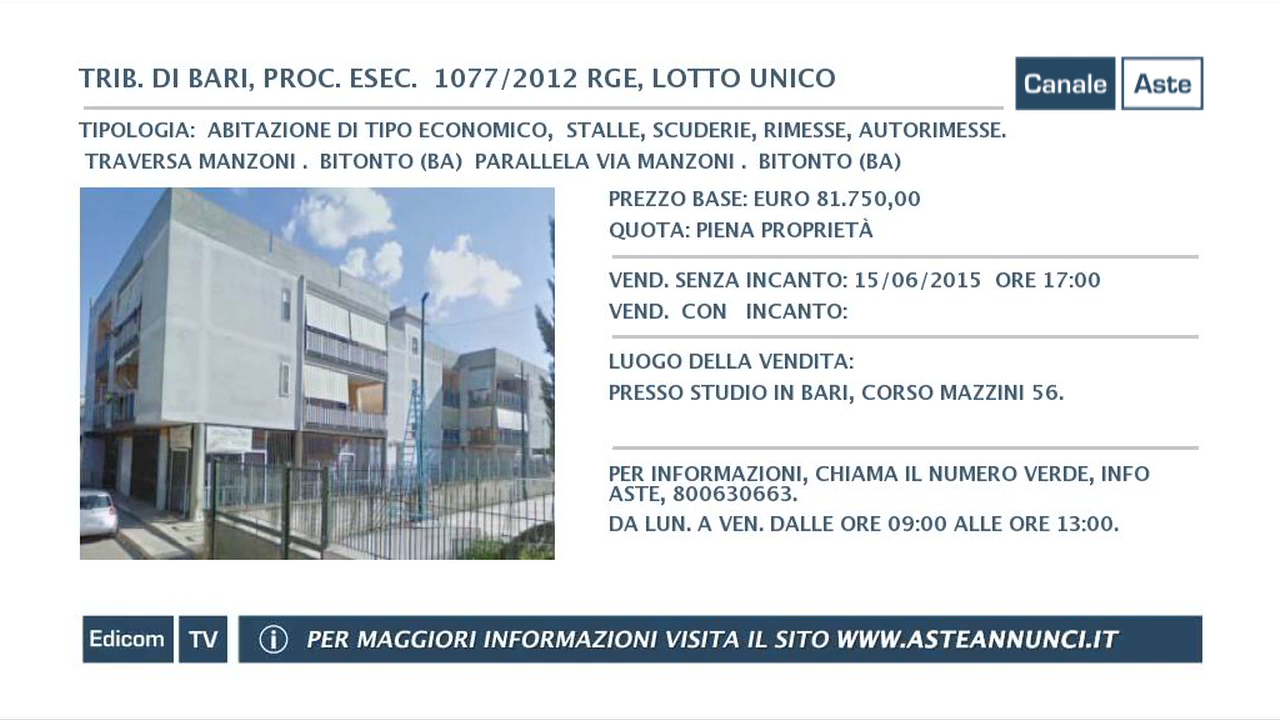 TRIB. DI BARI, PROC. ESEC. 1077/2012 RGE, LOTTO UNICO
Canale Aste
TIPOLOGIA: ABITAZIONE DI TIPO ECONOMICO, STALLE, SCUDERIE, RIMESSE, AUTORIMESSE.
TRAVERSA MANZONI . BITONTO (BA) PARALLELA VIA MANZONI . BITONTO (BA)
PREZZO BASE: EURO 81.750,00
QUOTA: PIENA PROPRIETÀ
VEND. SENZA INCANTO: 15/06/2015 ORE 17:00
VEND. CON INCANTO:
LUOGO DELLA VENDITA:
PRESSO STUDIO IN BARI, CORSO MAZZINI 56.
PER INFORMAZIONI, CHIAMA IL NUMERO VERDE, INFO
ASTE, 800630663.
DA LUN. A VEN. DALLE ORE 09:00 ALLE ORE 13:00.
Edicom TV
PER MAGGIORI INFORMAZIONI VISITA IL SITO WWW.ASTEANNUNCI.IT